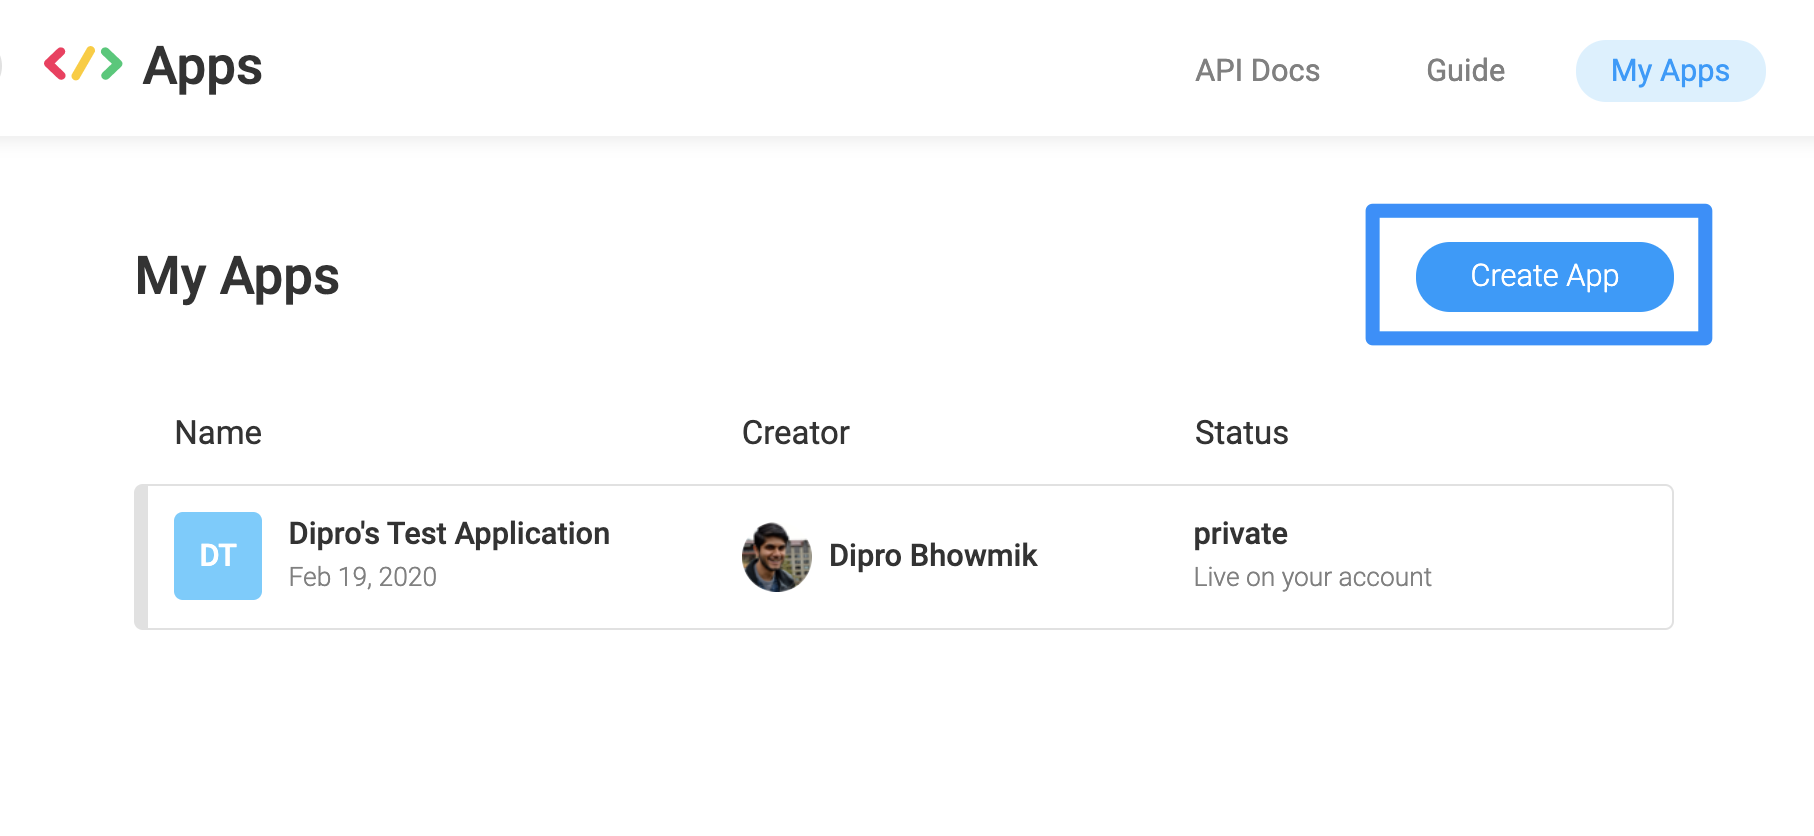 </> Apps
API Docs
Guide
My Apps
My Apps
Create App
Name
Creator
Status
DT
Dipro's Test Application
Feb 19, 2020
Dipro Bhowmik
private
Live on your account